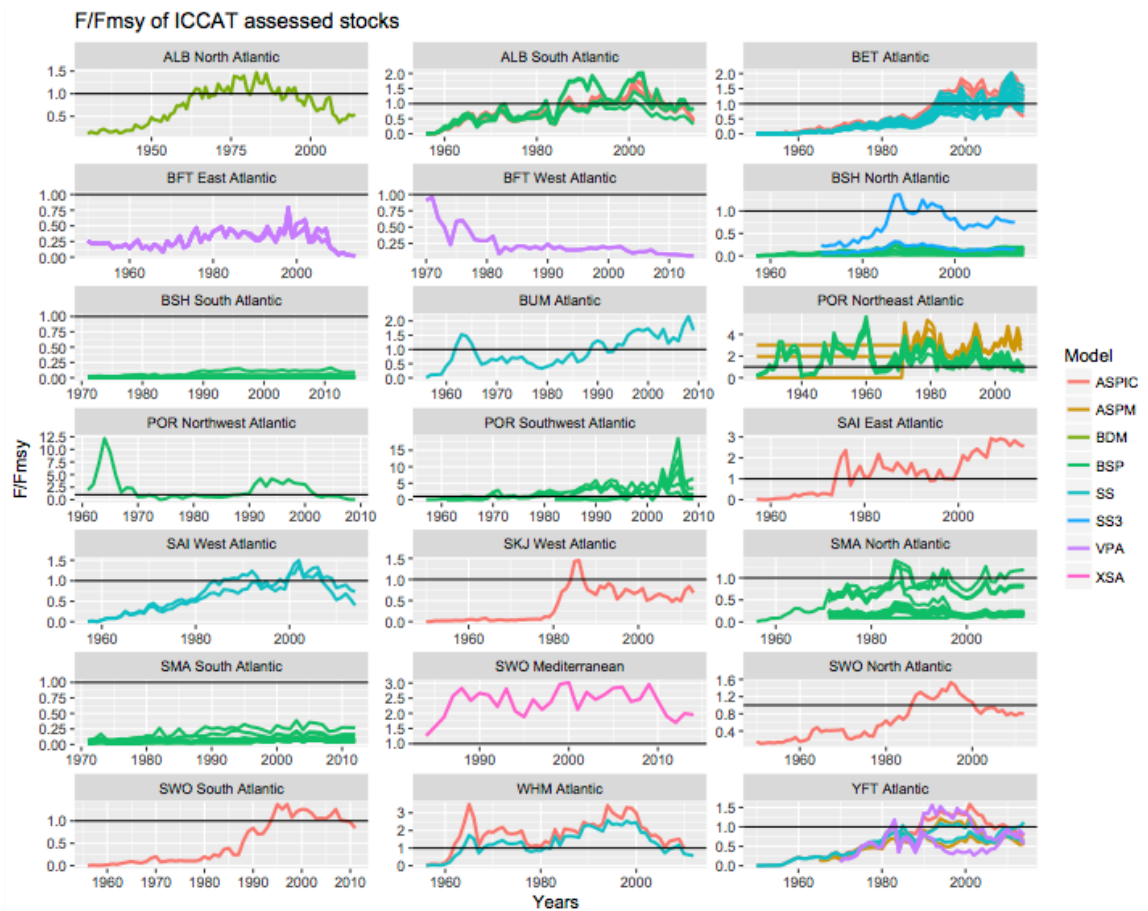 F/Fmsy of ICCAT assessed stocks
ALB North Atlantic ALB South Atlantic BET Atlantic
1.5 2.0 2.0
1.5 1.5
1.0 1.0 1.0
0.5 0.5 0.5
0.0 0.0
1950 1975 2000 1960 1980 2000 1960 1980 2000
BFT East Atlantic BFT West Atlantic BSH North Atlantic
1.00 1.00
0.75 0.75 1.0
0.50 0.50 0.5
0.25 0.25
0.00 0.0
1960 1980 2000 1970 1980 1990 2000 2010 1960 1980 2000
BSH South Atlantic BUM Atlantic POR Northeast Atlantic
1.00 2.0
0.75 1.5 4
0.50 1.0 2
0.25 0.5
0.00 0.0 0
1970 1980 1990 2000 2010 1960 1970 1980 1990 2000 2010 1940 1960 1980 2000
POR Northwest Atlantic POR Southwest Atlantic SAI East Atlantic
12.5 3
10.0 15
7.5 10 2
5.0 5 1
2.5
0.0 0 0
1961 1970 1980 1990 2000 2010 1960 1970 1980 1990 2000 2010 1960 1980 2000
SAI West Atlantic SKJ West Atlantic SMA North Atlantic
1.5 1.5
1.0 1.0 1.0
0.5 0.5 0.5
0.0 0.0 0.0
1960 1980 2000 1960 1980 2000 1960 1980 2000
SMA South Atlantic SWO Mediterranean SWO North Atlantic
1.00 3.0 1.6
0.75 2.5 1.2
0.50 2.0 0.8
0.25 1.5 0.4
0.00 1.0
1971 1980 1990 2000 2010 1990 2000 2010 1960 1980 2000
SWO South Atlantic WHM Atlantic YFT Atlantic
1.5
1.0 3 1.0
0.5 2 0.5
1
0.0 0 0.0
1960 1970 1980 1990 2000 2010 1960 1980 2000 1960 1980 2000
F/Fmsy
Years
Model
ASPIC
ASPM
BDM
BSP
SS
SS3
VPA
XSA